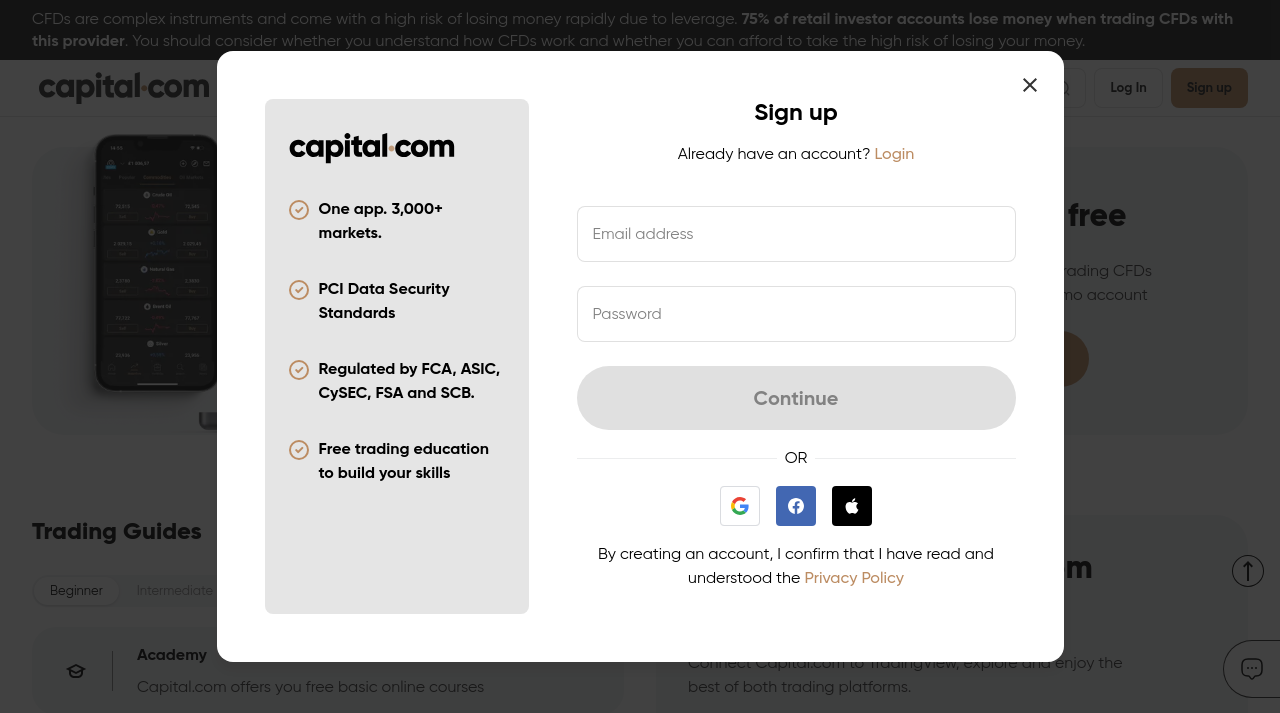 CFDs are complex instruments and come with a high risk of losing money rapidly due to leverage. 75% of retail investor accounts lose money when trading CFDs with
this provider. You should consider whether you understand how CFDs work and whether you can afford to take the high risk of losing your money.
capital.com
Log In
Sign up
capital.com
One app. 3,000+
markets.
PCI Data Security
Standards
Regulated by FCA, ASIC,
CySEC, FSA and SCB.
Free trading education
to build your skills
Sign up
Already have an account? Login
Email address
Password
Continue
OR
By creating an account, I confirm that I have read and
understood the Privacy Policy
free
trading CFDs
account
Trading Guides
Beginner
Intermediate
Academy
Capital.com offers you free basic online courses
Connect Capital.com to TradingView, explore and enjoy the
best of both trading platforms.